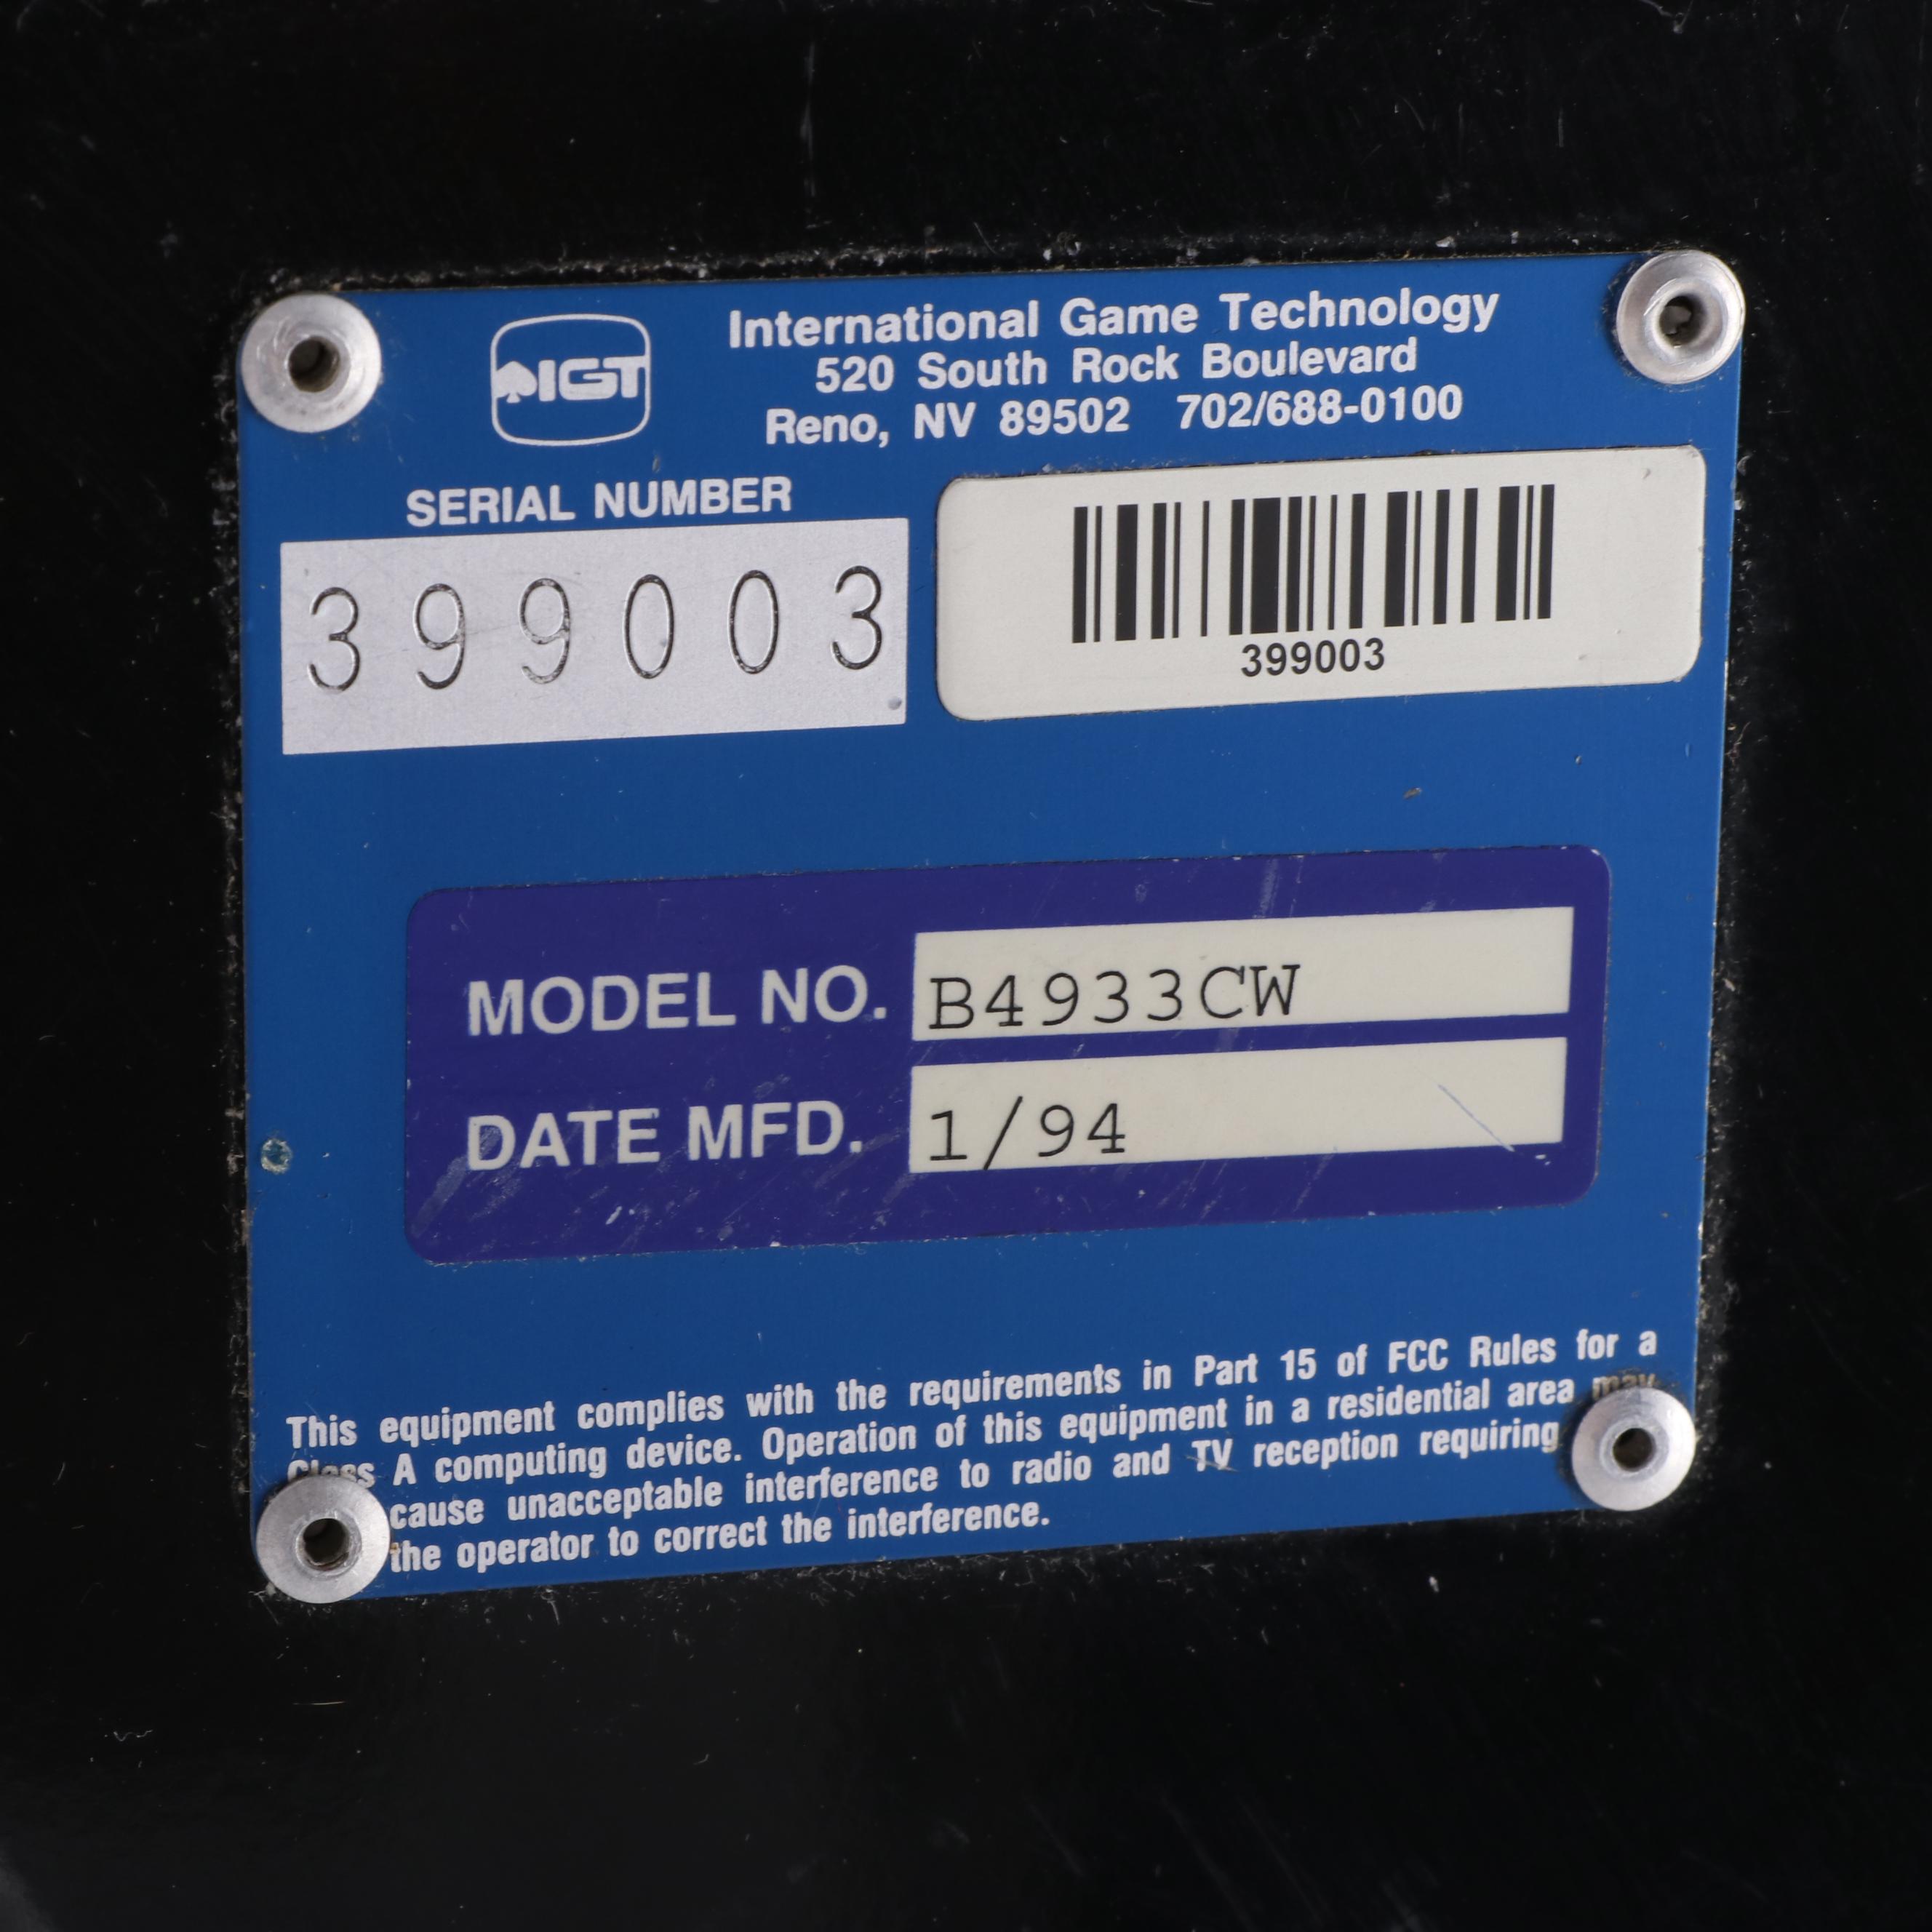 IGT
International Game Technology
520 South Rock Boulevard
Reno, NV 89502 702/688-0100
SERIAL NUMBER
399003
399003
MODEL NO. B4933CW
DATE MFD. 1/94
This equipment complies with the requirements in Part 15 of FCC Rules for a
Class A computing device. Operation of this equipment in a residential area may
cause unacceptable interference to radio and TV reception requiring
the operator to correct the interference.